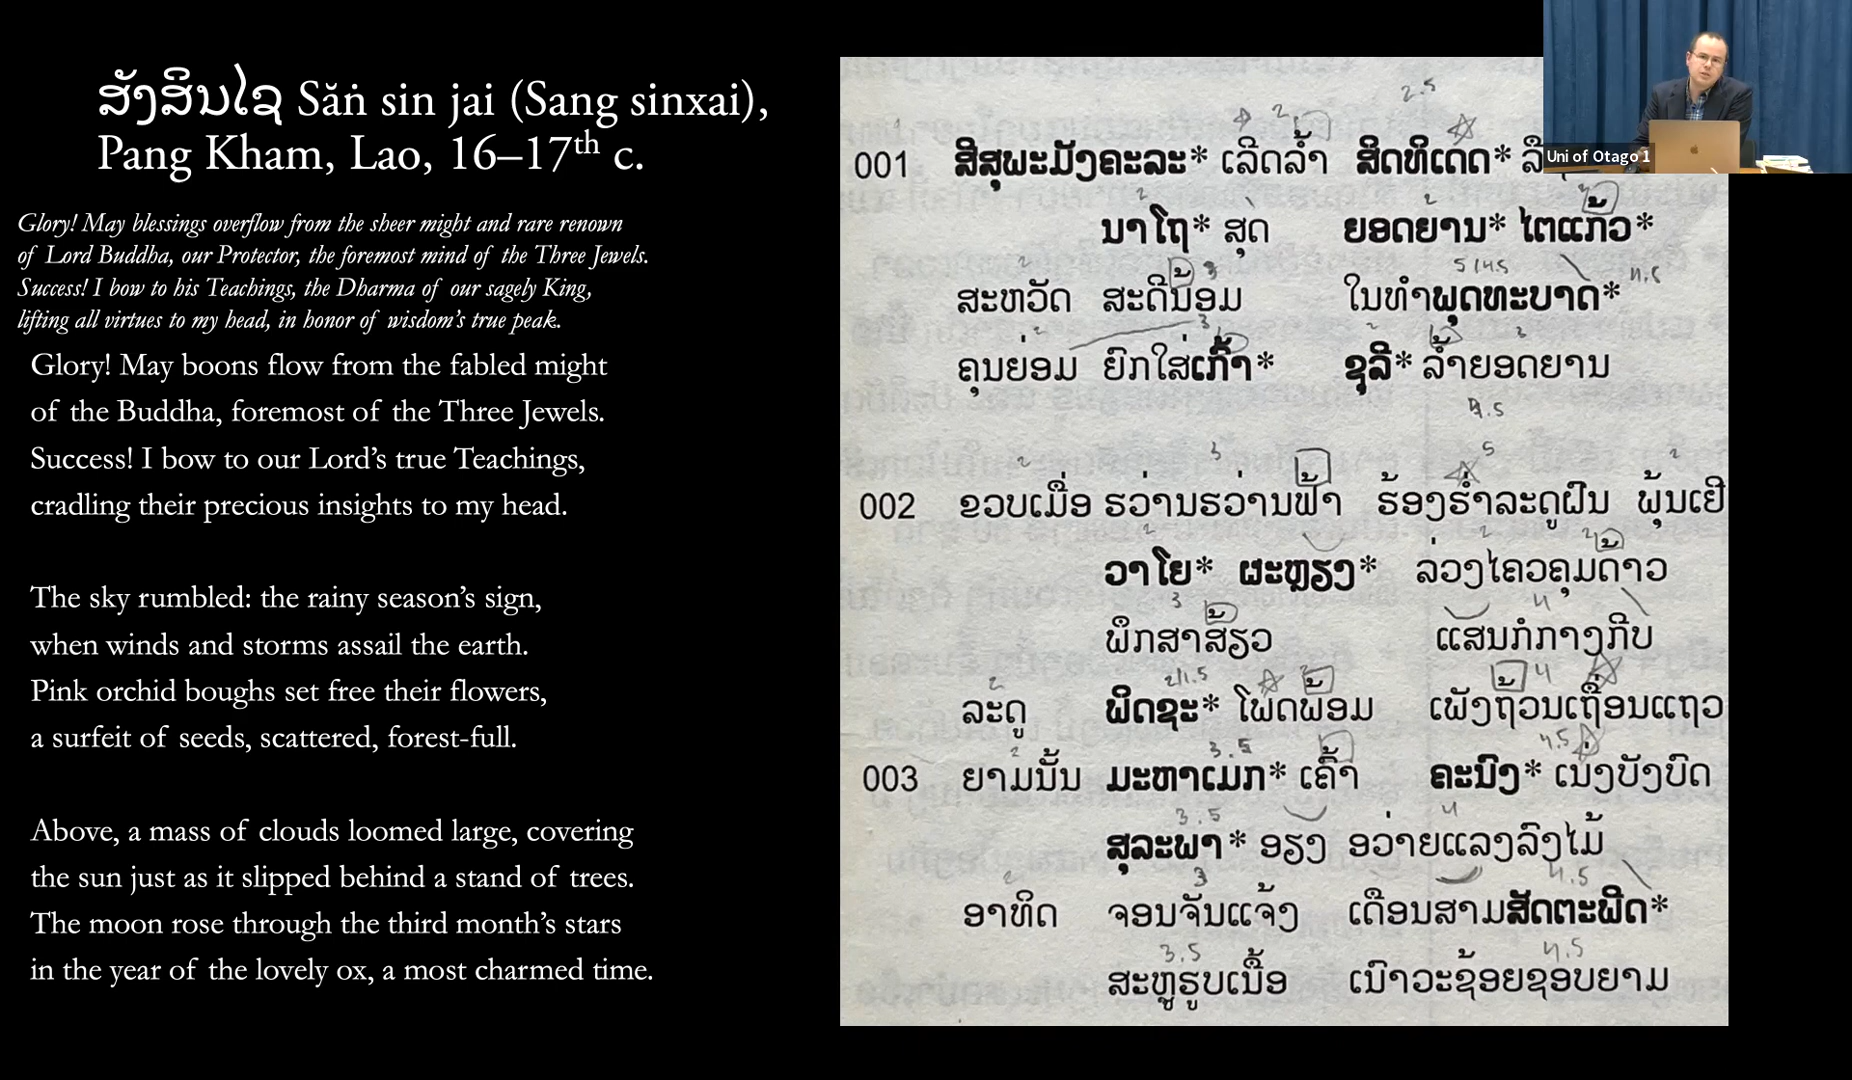 ສັງສິນໄຊ Săṅ sin jai (Sang sinxai),
Pang Kham, Lao, 16–17th c.
Glory! May blessings overflow from the sheer might and rare renown
of Lord Buddha, our Protector, the foremost mind of the Three Jewels.
Success! I bow to his Teachings, the Dharma of our sagely King,
lifting all virtues to my head, in honor of wisdom's true peak.
Glory! May boons flow from the fabled might
of the Buddha, foremost of the Three Jewels.
Success! I bow to our Lord's true Teachings,
cradling their precious insights to my head.
The sky rumbled: the rainy season's sign,
when winds and storms assail the earth.
Pink orchid boughs set free their flowers,
a surfeit of seeds, scattered, forest-full.
Above, a mass of clouds loomed large, covering
the sun just as it slipped behind a stand of trees.
The moon rose through the third month's stars
in the year of the lovely ox, a most charmed time.
001 ສິສຸພະມັງຄະລະ* ເລີດລ້ຳ ສິດທິເດດ*
ນາໂຖ* ສຸດ ຍອດຍ້ານ* ໄຕແກ້ວ*
ສະຫວັດ ສະດີນ້ອມ ໃນທຳພຸດທະບາດ*
ຄຸນຍ່ອມ ຍົກໃສ່ເກົ້າ* ຊຸລີ* ລ້ຳຍອດຍານ
002 ຂວບເມື່ອ ຮວ່ານຮວ່ານຟ້າ ຮ້ອງຮ່ຳລະດູຝົນ
ວາໂຍ* ຜະຫຼຽງ* ລ່ວງໄຄວຄຸມດ້າວ
ພຶກສາສ້ຽວ ແສນກໍກາງກີບ
ລະດູ ພິດຊະ* ໂພດພ້ອມ ເພັງຖ້ວນເຖື່ອນແຖວ
003 ຍາມນັ້ນ ມະຫາເມກ* ເຄົ້າ ຄະນົງ* ເນ່ງບັງບົດ
ສຸລະພາ* ອຽງ ອວ່າຍແລງລົງໄມ້
ອາທິດ ຈອນຈັນແຈ້ງ ເດືອນສາມສັດຕະພິດ*
ສະຫຼູຮູບເນື້ອ ເນົາວະຊ້ອຍຊອບຍາມ
Uni of Otago 1